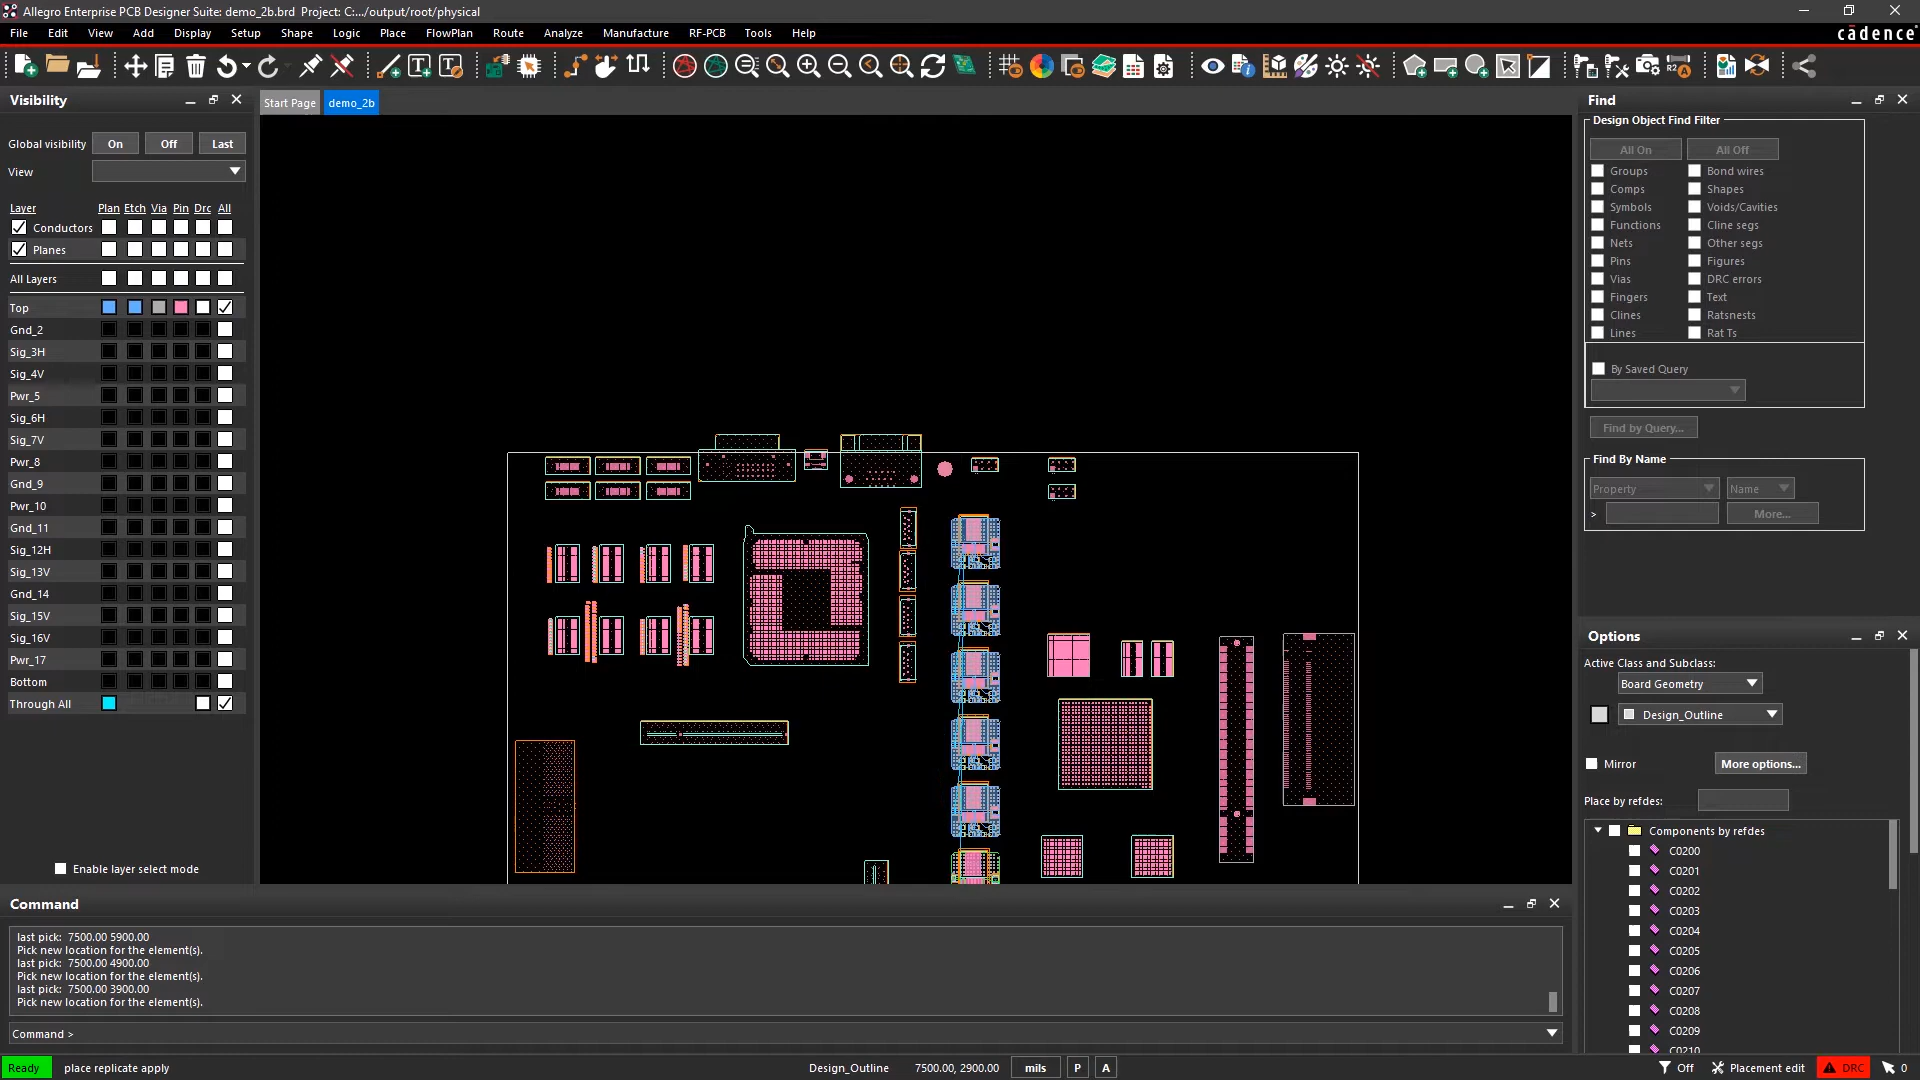 Allegro Enterprise PCB Designer Suite: demo_2b.brd  Project: C:.../output/root/physical
File Edit View Add Display Setup Shape Logic Place FlowPlan Route Analyze Manufacture RF-PCB Tools Help
cādence
Visibility
Global visibility On Off Last
View
Layer Plan Etch Via Pin Drc All
Conductors
Planes
All Layers
Top
Gnd_2
Sig_3H
Sig_4V
Pwr_5
Sig_6H
Sig_7V
Pwr_8
Gnd_9
Pwr_10
Gnd_11
Sig_12H
Sig_13V
Gnd_14
Sig_15V
Sig_16V
Pwr_17
Bottom
Through All
Enable layer select mode
Start Page demo_2b
Find
Design Object Find Filter
All On All Off
Groups Bond wires
Comps Shapes
Symbols Voids/Cavities
Functions Cline segs
Nets Other segs
Pins Figures
Vias DRC errors
Fingers Text
Clines Ratsnests
Lines Rat Ts
By Saved Query
Find by Query...
Find By Name
Property Name
> More...
Options
Active Class and Subclass:
Board Geometry
Design_Outline
Mirror More options...
Place by refdes:
Components by refdes
C0200
C0201
C0202
C0203
C0204
C0205
C0206
C0207
C0208
C0209
C0210
Command
last pick:  7500.00 5900.00
Pick new location for the element(s).
last pick:  7500.00 4900.00
Pick new location for the element(s).
last pick:  7500.00 3900.00
Pick new location for the element(s).
Command >
Ready place replicate apply Design_Outline 7500.00, 2900.00 mils P A Off Placement edit DRC 0